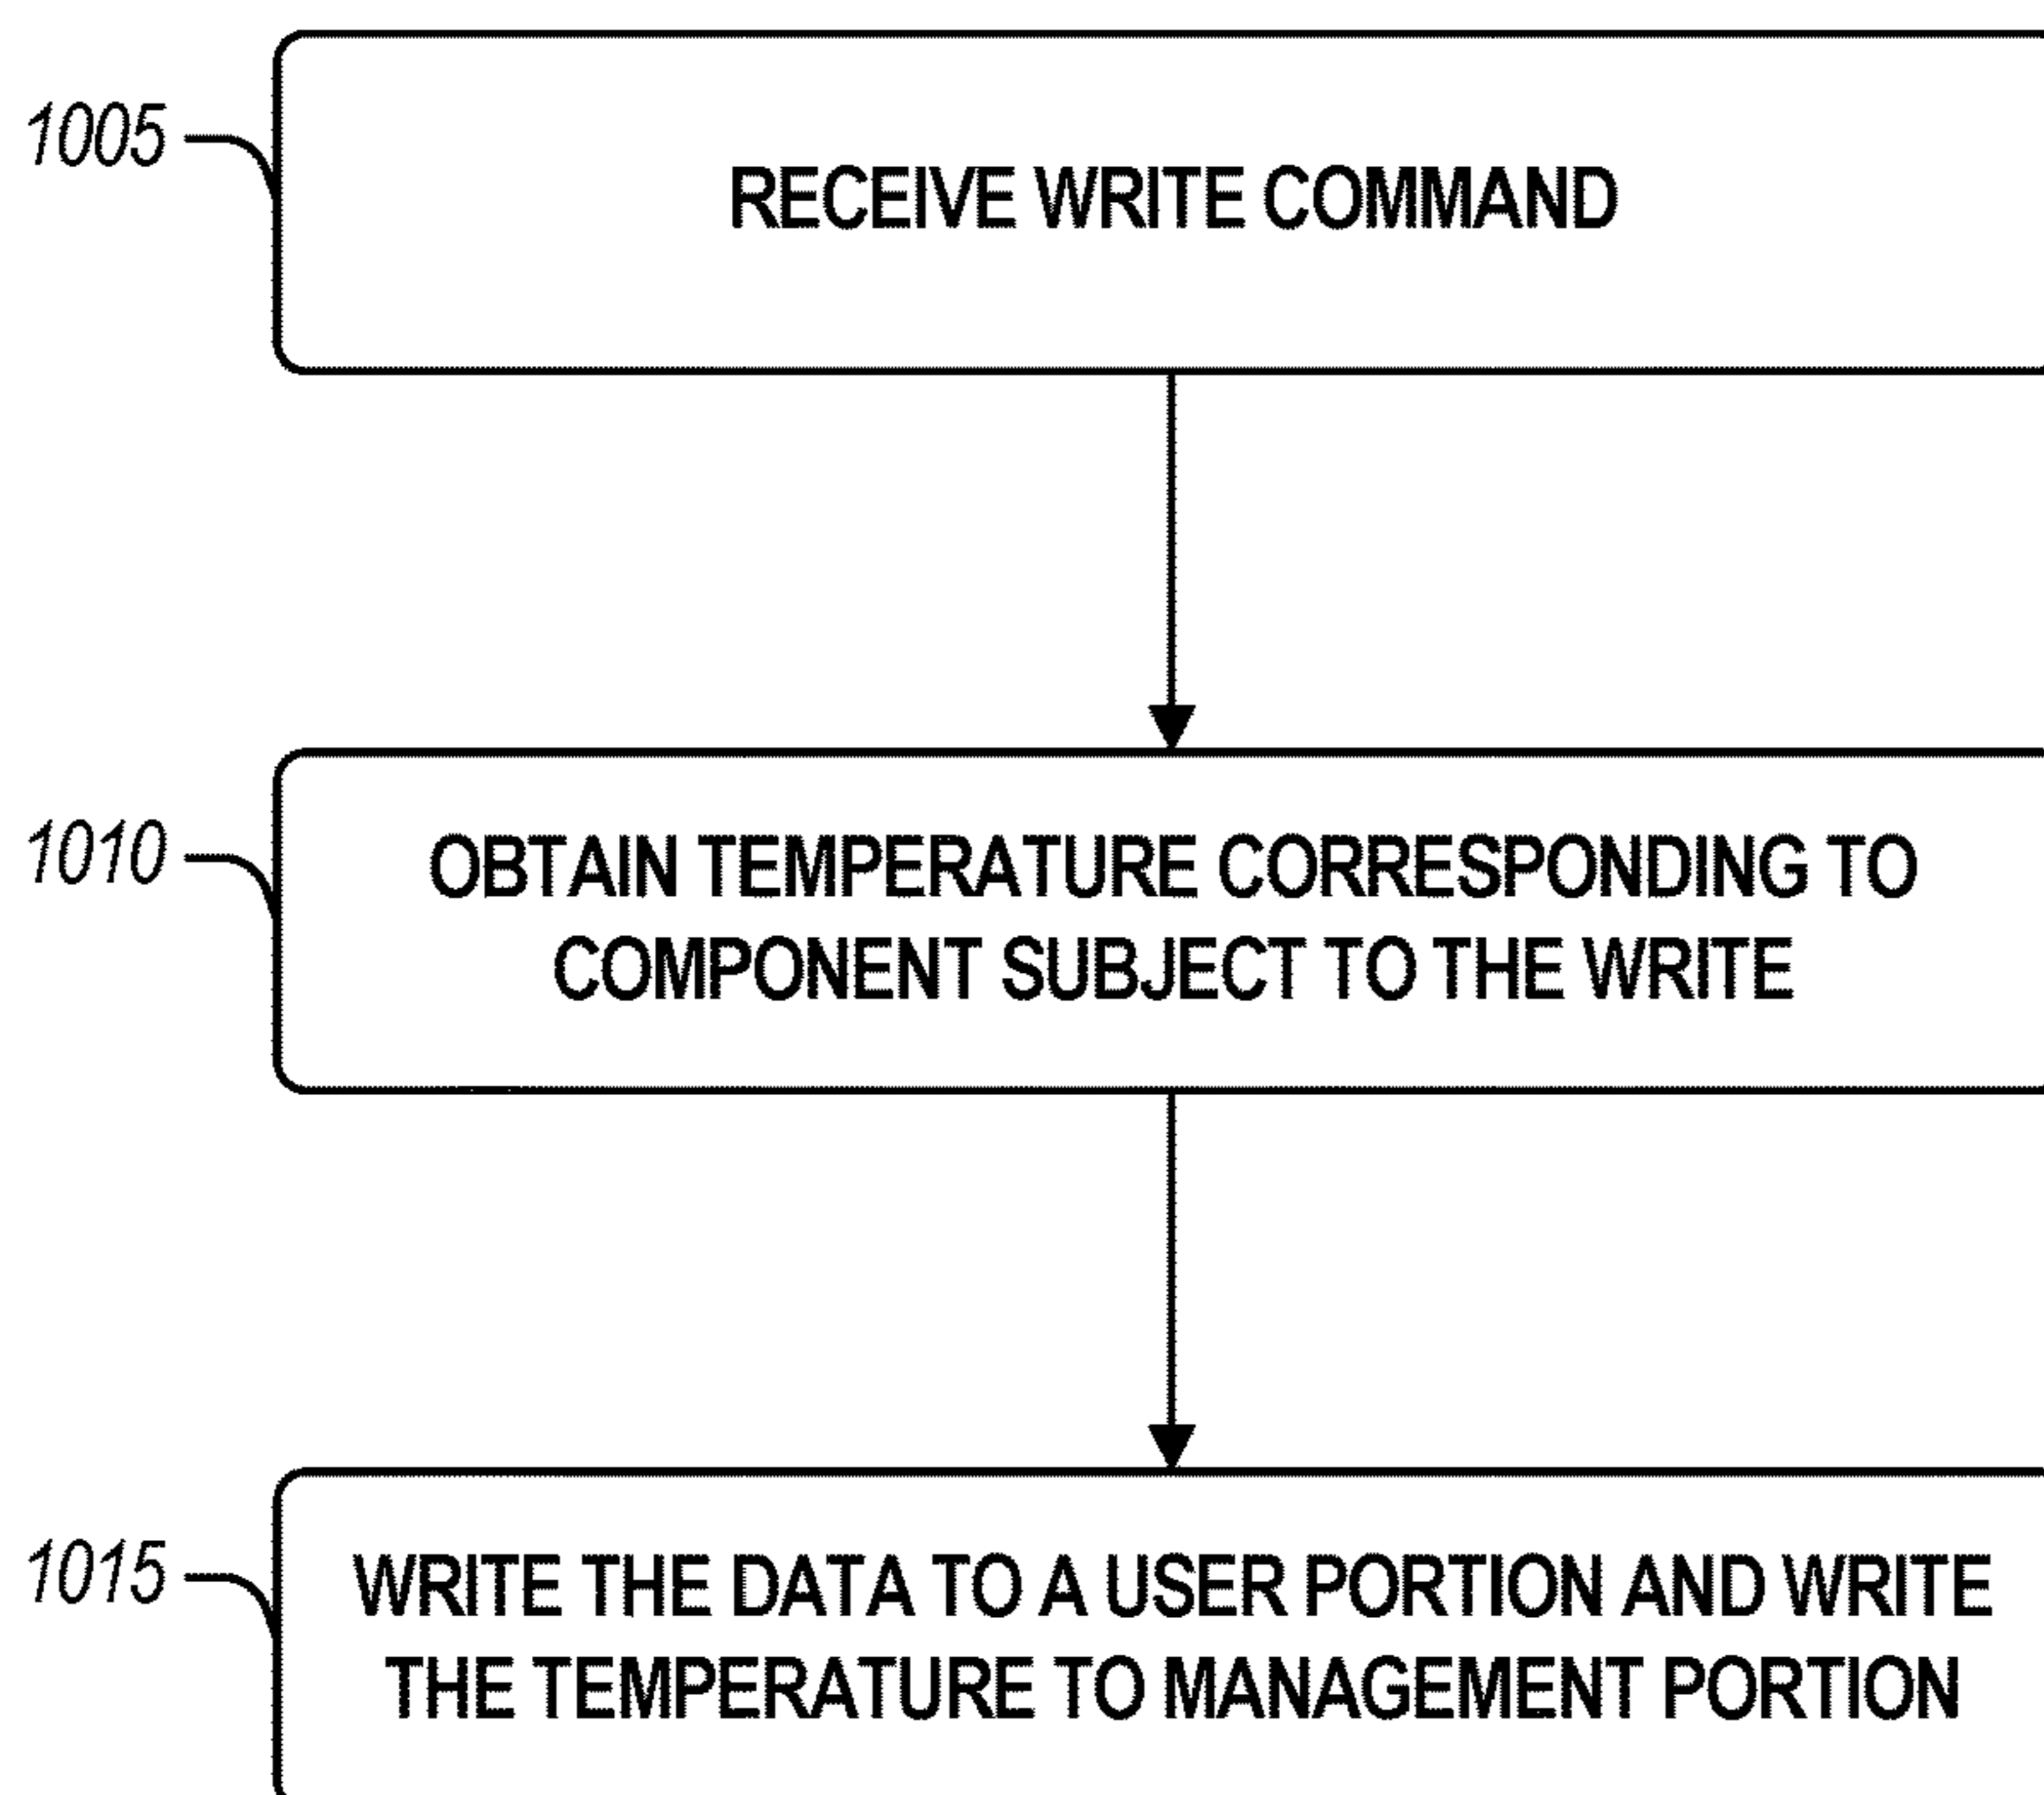 1005
RECEIVE WRITE COMMAND
1010
OBTAIN TEMPERATURE CORRESPONDING TO
COMPONENT SUBJECT TO THE WRITE
1015
WRITE THE DATA TO A USER PORTION AND WRITE
THE TEMPERATURE TO MANAGEMENT PORTION